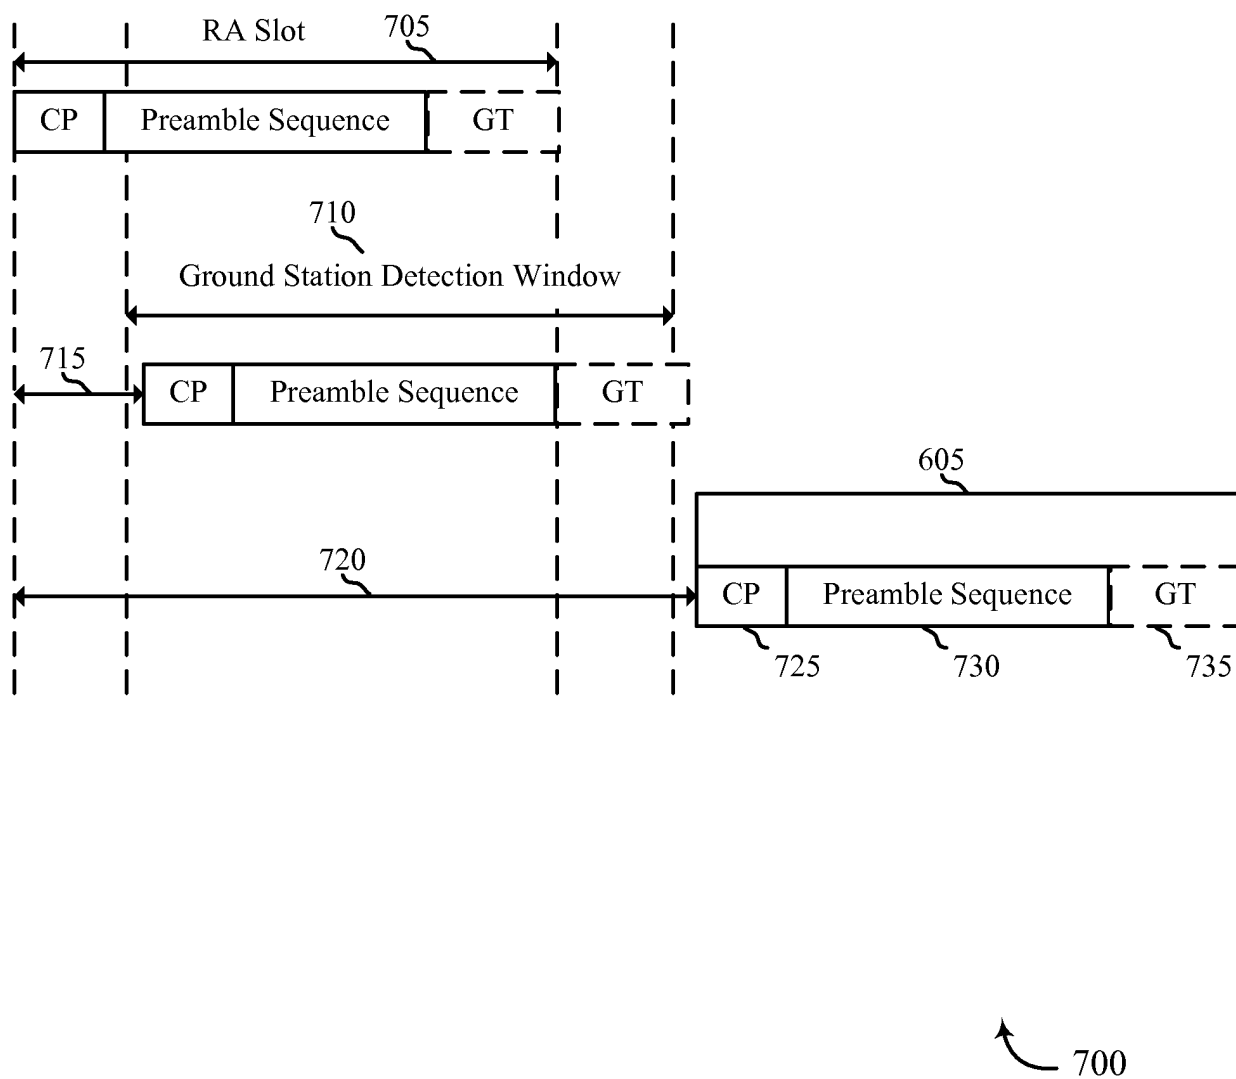 RA Slot
705
CP
Preamble Sequence
GT
710
Ground Station Detection Window
715
CP
Preamble Sequence
GT
605
720
CP
Preamble Sequence
GT
725
730
735
700